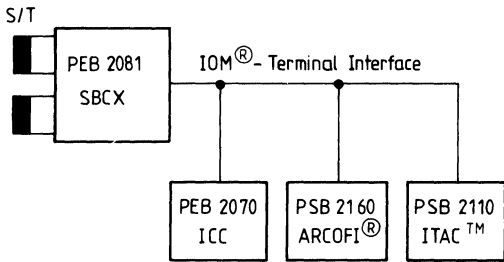 S/T
PEB 2081
SBCX
IOM® - Terminal Interface
PEB 2070
ICC
PSB 2160
ARCOFI®
PSB 2110
ITAC™